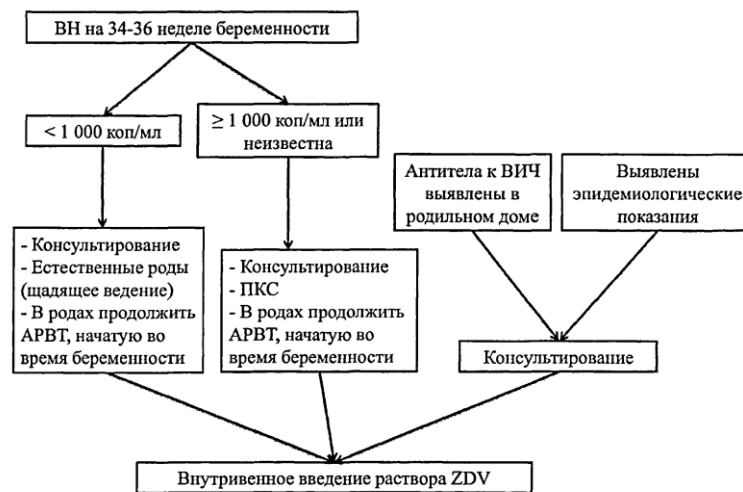 ВН на 34-36 неделе беременности
< 1 000 коп/мл
≥ 1 000 коп/мл или
неизвестна
Антитела к ВИЧ
выявлены в
родильном доме
Выявлены
эпидемиологические
показания
- Консультирование
- Естественные роды
(щадящее ведение)
- В родах продолжить
АРВТ, начатую во
время беременности
- Консультирование
- ПКС
- В родах продолжить
АРВТ, начатую во
время беременности
Консультирование
Внутривенное введение раствора ZDV